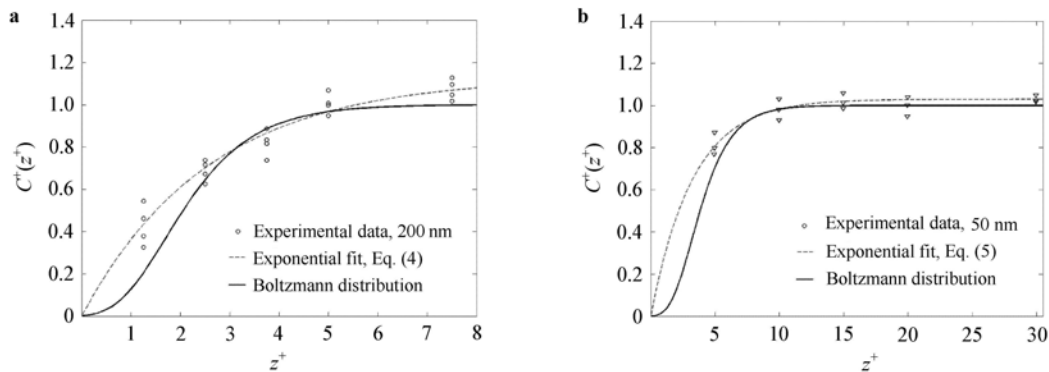 a
1.4
1.2
1.0
0.8
0.6
0.4
0.2
0
C⁺(z⁺)
Experimental data, 200 nm
Exponential fit, Eq. (4)
Boltzmann distribution
1 2 3 4 5 6 7 8
z⁺
b
1.4
1.2
1.0
0.8
0.6
0.4
0.2
0
C⁺(z⁺)
Experimental data, 50 nm
Exponential fit, Eq. (5)
Boltzmann distribution
5 10 15 20 25 30
z⁺